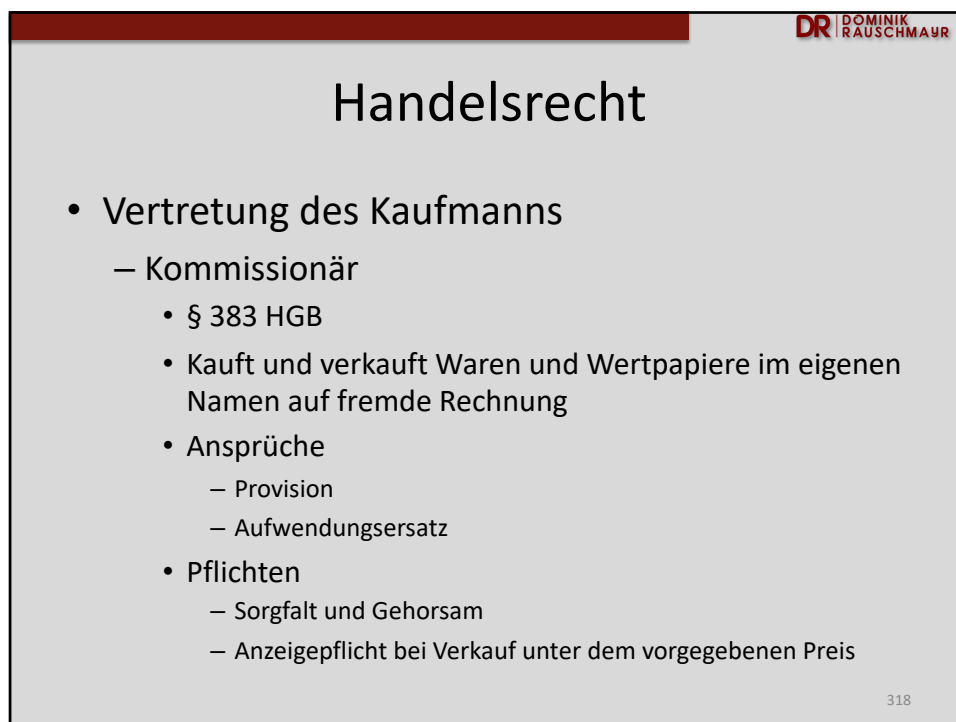 DR DOMINIK
RAUSCHMAYR
Handelsrecht
• Vertretung des Kaufmanns
– Kommissionär
• § 383 HGB
• Kauft und verkauft Waren und Wertpapiere im eigenen
Namen auf fremde Rechnung
• Ansprüche
– Provision
– Aufwendungsersatz
• Pflichten
– Sorgfalt und Gehorsam
– Anzeigepflicht bei Verkauf unter dem vorgegebenen Preis
318